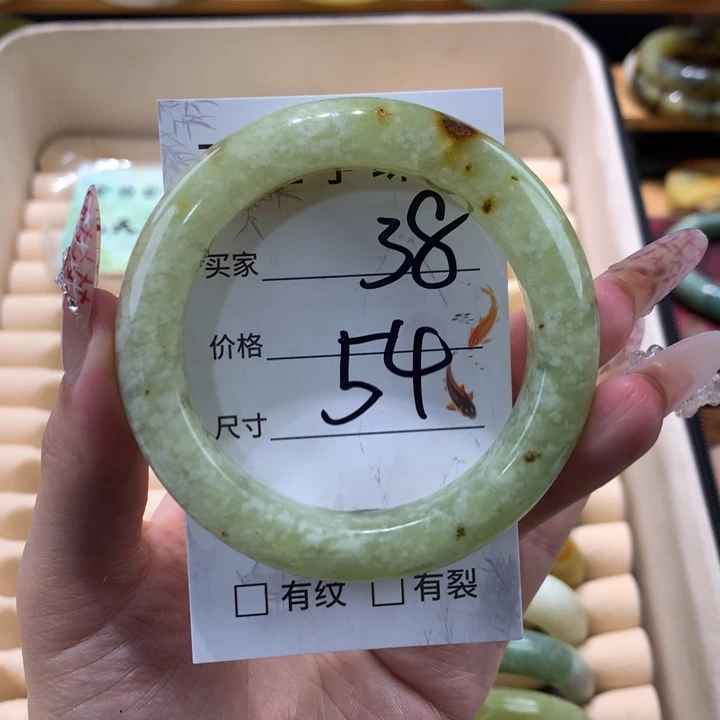 买家 38
价格 54
尺寸
有纹 有裂